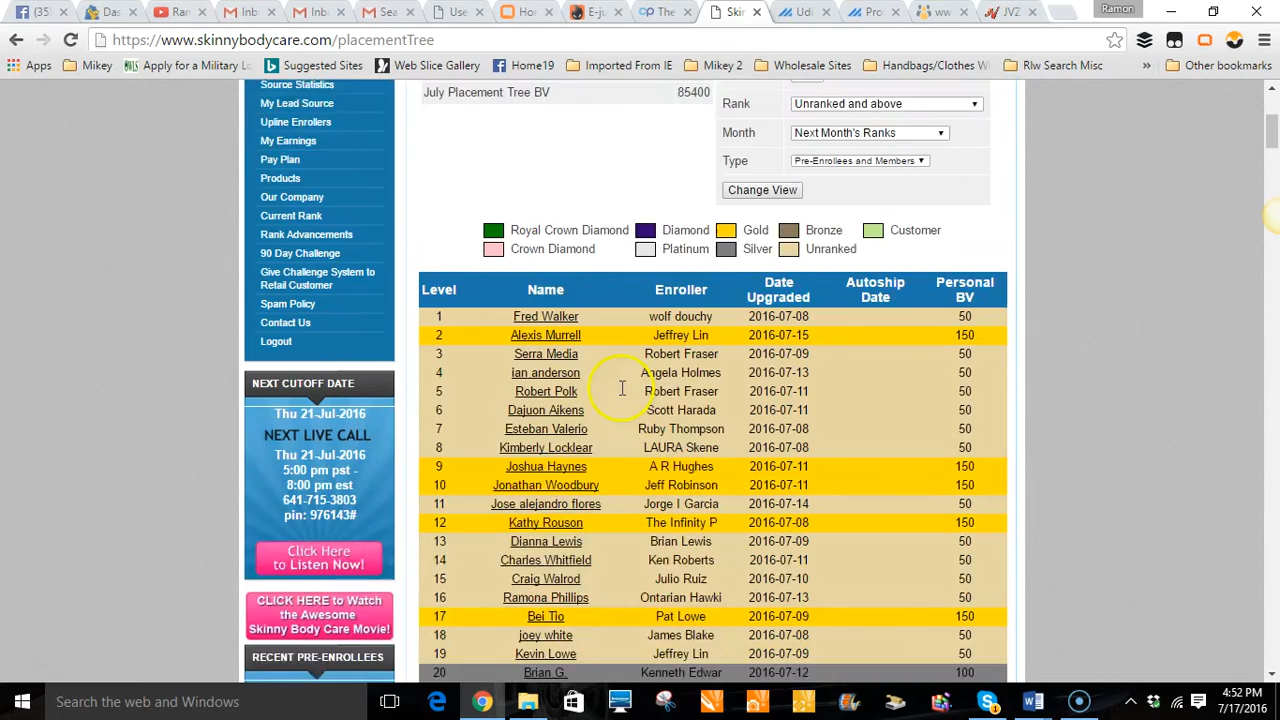 (35
Das
Ran
Inb
Inb
Sea
Use
Ho
E-ju
The
Skir
Udi
Pro
ww
JVZ
Ramon
https://www.skinnybodycare.com/placementTree
Apps
Mikey
Apply for a Military Lo
Suggested Sites
Web Slice Gallery
Home19
Imported From IE
Mikey 2
Wholesale Sites
Handbags/Clothes W
Rlw Search Misc
»
Other bookmarks
Source Statistics
My Lead Source
Upline Enrollers
My Earnings
Pay Plan
Products
Our Company
Current Rank
Rank Advancements
90 Day Challenge
Give Challenge System to
Retail Customer
Spam Policy
Contact Us
Logout
NEXT CUTOFF DATE
Thu 21-Jul-2016
NEXT LIVE CALL
Thu 21-Jul-2016
5:00 pm pst -
8:00 pm est
641-715-3803
pin: 976143#
Click Here
to Listen Now!
CLICK HERE to Watch
the Awesome
Skinny Body Care Movie!
RECENT PRE-ENROLLEES
July Placement Tree BV 85400
Rank Unranked and above
Month Next Month's Ranks
Type Pre-Enrollees and Members
Change View
Royal Crown Diamond Diamond Gold Bronze Customer
Crown Diamond Platinum Silver Unranked
Level Name Enroller Date Upgraded Autoship Date Personal BV
1 Fred Walker wolf douchy 2016-07-08 50
2 Alexis Murrell Jeffrey Lin 2016-07-15 150
3 Serra Media Robert Fraser 2016-07-09 50
4 ian anderson Angela Holmes 2016-07-13 50
5 Robert Polk Robert Fraser 2016-07-11 50
6 Dajuon Aikens Scott Harada 2016-07-11 50
7 Esteban Valerio Ruby Thompson 2016-07-08 50
8 Kimberly Locklear LAURA Skene 2016-07-08 50
9 Joshua Haynes A R Hughes 2016-07-11 150
10 Jonathan Woodbury Jeff Robinson 2016-07-11 150
11 Jose alejandro flores Jorge I Garcia 2016-07-14 50
12 Kathy Rouson The Infinity P 2016-07-08 150
13 Dianna Lewis Brian Lewis 2016-07-09 50
14 Charles Whitfield Ken Roberts 2016-07-11 50
15 Craig Walrod Julio Ruiz 2016-07-10 50
16 Ramona Phillips Ontarian Hawki 2016-07-13 50
17 Bei Tio Pat Lowe 2016-07-09 150
18 joey white James Blake 2016-07-08 50
19 Kevin Lowe Jeffrey Lin 2016-07-09 50
20 Brian G. Kenneth Edwar 2016-07-12 100
Search the web and Windows
4:52 PM
7/17/2016